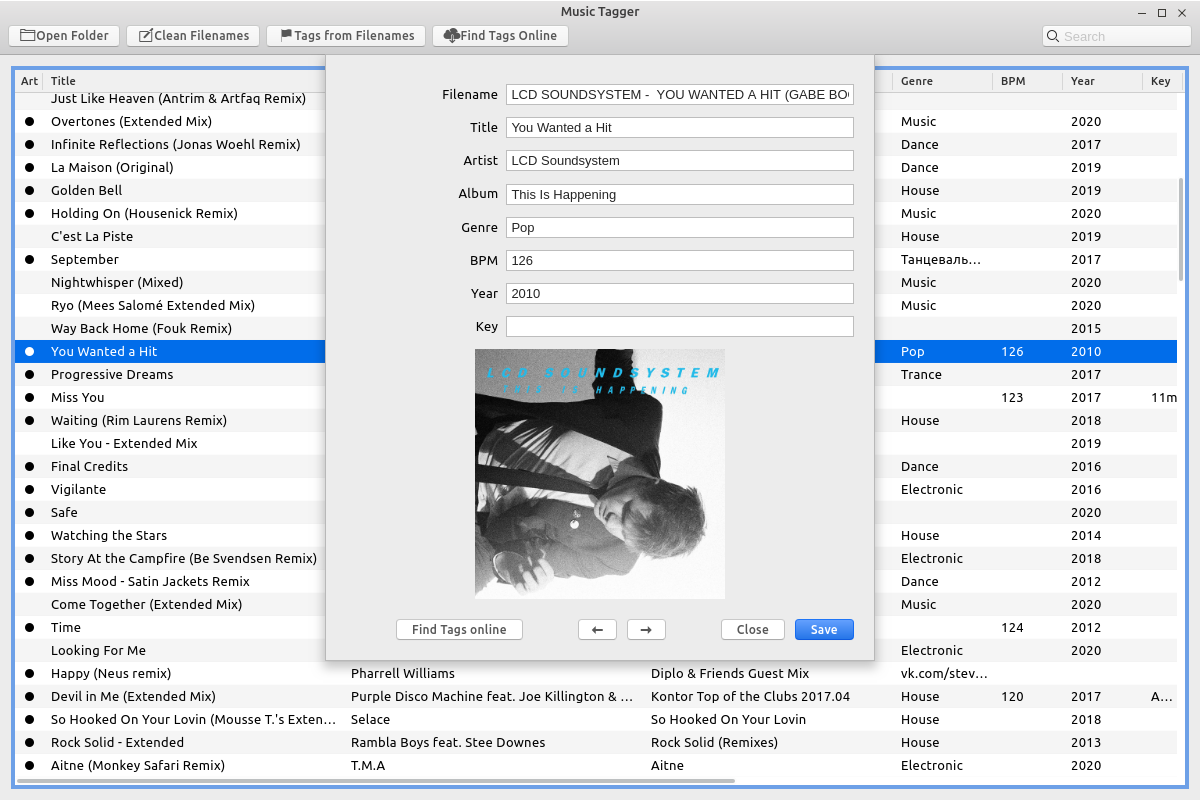 Music Tagger
Open Folder Clean Filenames Tags from Filenames Find Tags Online Search
Art Title Genre BPM Year Key
Just Like Heaven (Antrim & Artfaq Remix)
Overtones (Extended Mix) Music 2020
Infinite Reflections (Jonas Woehl Remix) Dance 2017
La Maison (Original) Dance 2019
Golden Bell House 2019
Holding On (Housenick Remix) Music 2020
C'est La Piste House 2019
September Танцеваль... 2017
Nightwhisper (Mixed) Music 2020
Ryo (Mees Salomé Extended Mix) Music 2020
Way Back Home (Fouk Remix) 2015
You Wanted a Hit Pop 126 2010
Progressive Dreams Trance 2017
Miss You 123 2017 11m
Waiting (Rim Laurens Remix) House 2018
Like You - Extended Mix 2019
Final Credits Dance 2016
Vigilante Electronic 2016
Safe 2020
Watching the Stars House 2014
Story At the Campfire (Be Svendsen Remix) Electronic 2018
Miss Mood - Satin Jackets Remix Dance 2012
Come Together (Extended Mix) Music 2020
Time 124 2012
Looking For Me Electronic 2020
Happy (Neus remix) Pharrell Williams Diplo & Friends Guest Mix vk.com/stev...
Devil in Me (Extended Mix) Purple Disco Machine feat. Joe Killington & ... Kontor Top of the Clubs 2017.04 House 120 2017 A...
So Hooked On Your Lovin (Mousse T.'s Exten... Selace So Hooked On Your Lovin House 2018
Rock Solid - Extended Rambla Boys feat. Stee Downes Rock Solid (Remixes) House 2013
Aitne (Monkey Safari Remix) T.M.A Aitne Electronic 2020
Filename LCD SOUNDSYSTEM - YOU WANTED A HIT (GABE BO
Title You Wanted a Hit
Artist LCD Soundsystem
Album This Is Happening
Genre Pop
BPM 126
Year 2010
Key
LCD SOUNDSYSTEM
THIS IS HAPPENING
Find Tags online ← → Close Save